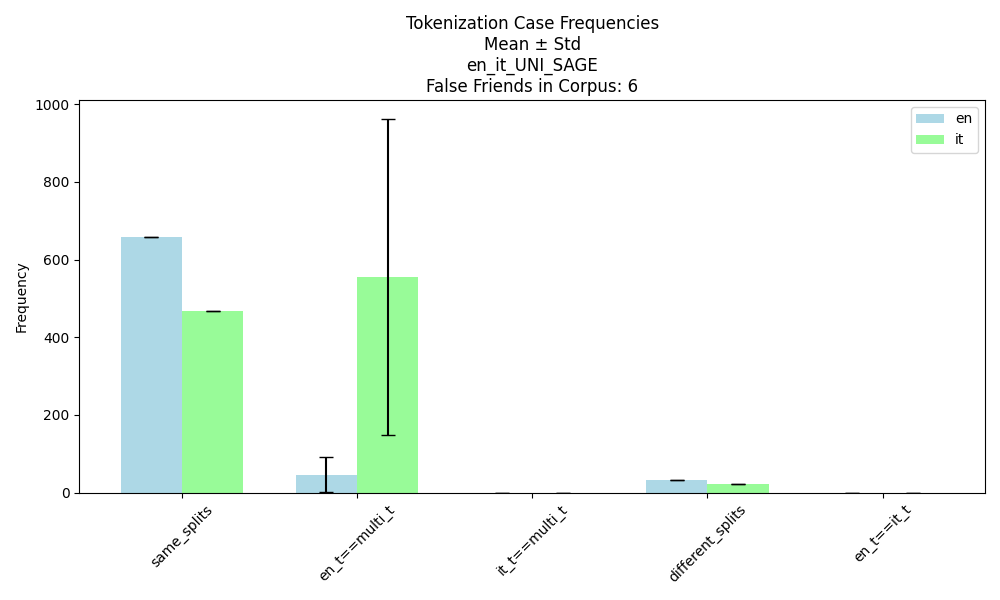 Tokenization Case Frequencies
Mean ± Std
en_it_UNI_SAGE
False Friends in Corpus: 6
en
it
Frequency
1000
800
600
400
200
0
same_splits
en_t==multi_t
it_t==multi_t
different_splits
en_t==it_t